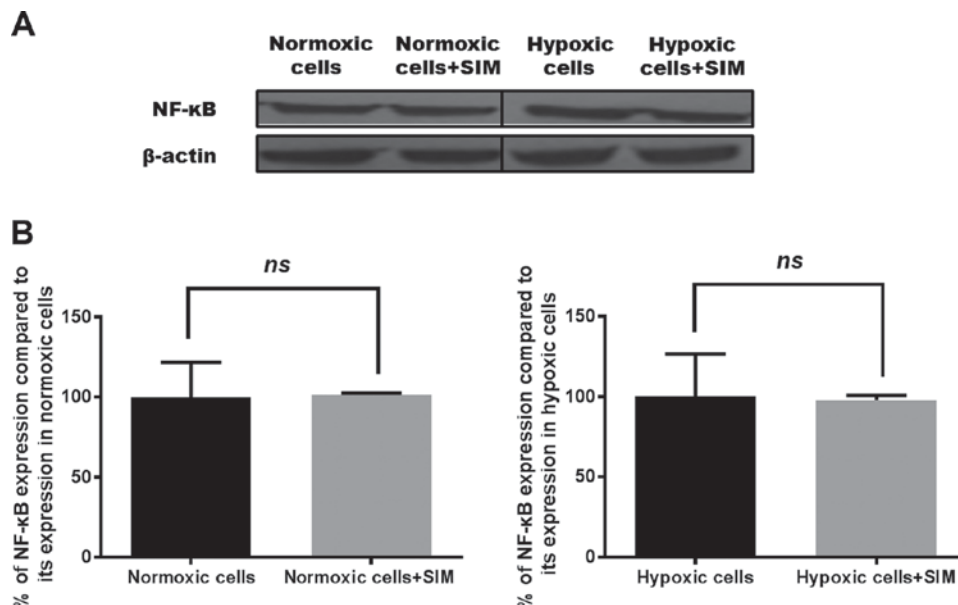 A
Normoxic cells
Normoxic cells+SIM
Hypoxic cells
Hypoxic cells+SIM
NF-κB
β-actin
B
% of NF-κB expression compared to
its expression in normoxic cells
ns
150
100
50
0
Normoxic cells
Normoxic cells+SIM
% of NF-κB expression compared to
its expression in hypoxic cells
ns
150
100
50
0
Hypoxic cells
Hypoxic cells+SIM